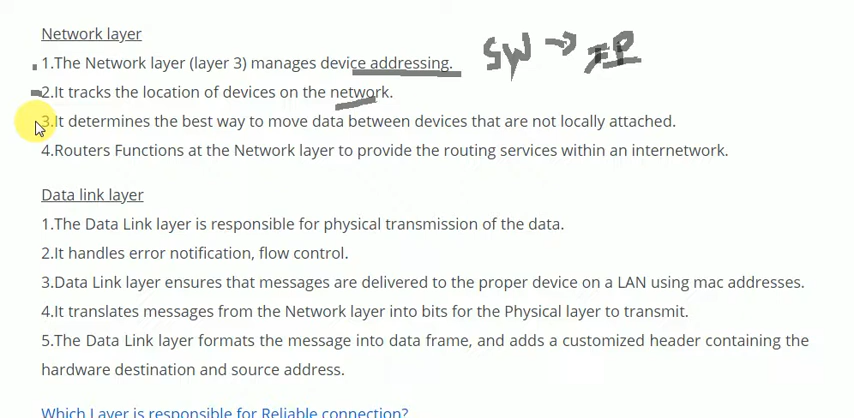 Network layer
1.The Network layer (layer 3) manages device addressing. SW → IP
2.It tracks the location of devices on the network.
3.It determines the best way to move data between devices that are not locally attached.
4.Routers Functions at the Network layer to provide the routing services within an internetwork.
Data link layer
1.The Data Link layer is responsible for physical transmission of the data.
2.It handles error notification, flow control.
3.Data Link layer ensures that messages are delivered to the proper device on a LAN using mac addresses.
4.It translates messages from the Network layer into bits for the Physical layer to transmit.
5.The Data Link layer formats the message into data frame, and adds a customized header containing the
hardware destination and source address.
Which Layer is responsible for Reliable connection?